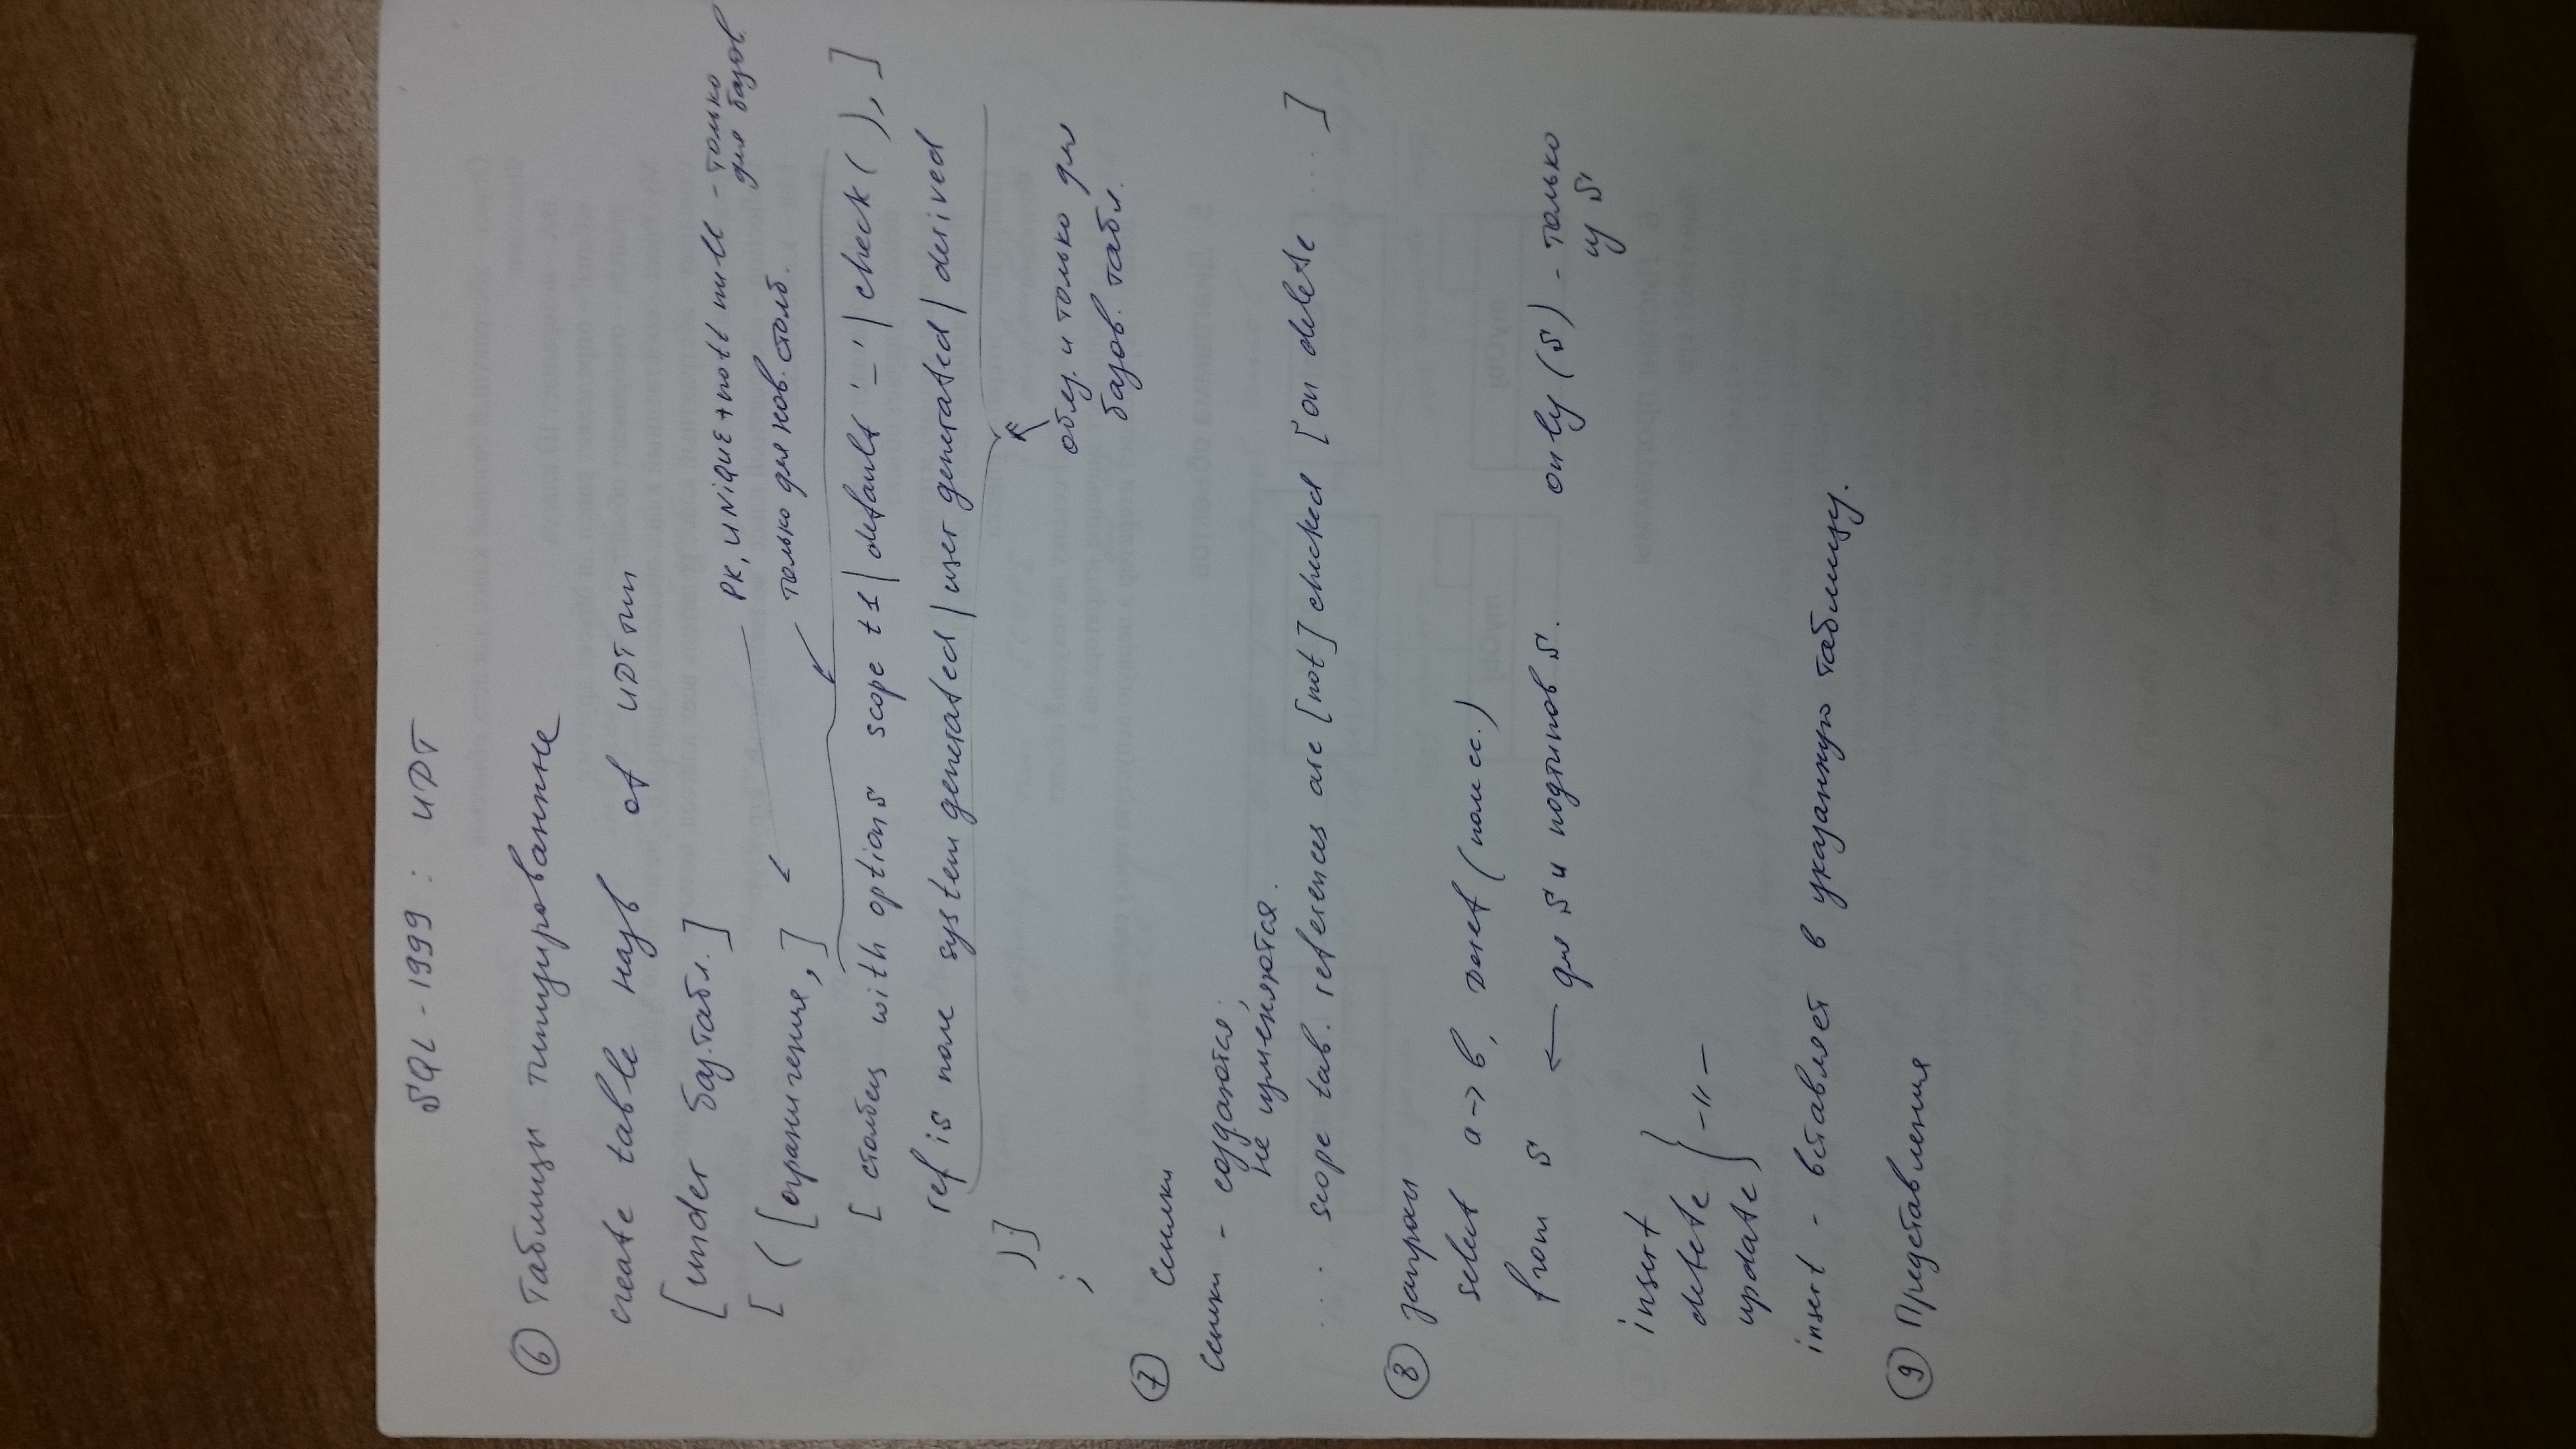 SQL - 1999 : UDT
⑥ Таблицы типизированные
create table назв of UDT тип
[under баз.табл.]
PK, UNIQUE + nott null - только
для базов.
[ ( [ограничения,]
только для нов. столб.
[ столбец with options scope t1 | default '_' | check ( ), ]
ref is поле system generated | user generated | derived
)]
;
обяз. и только для
базов. табл.
⑦ Ссылки
Ссылки - создаются;
не изменяются.
.... scope tab. references are [not] checked [on delete ... ]
⑧ запросы
select a -> b, Deref (поле сс.)
from S ← для S и подтипов S. only (S) - только
из S
insert
delete } -"-
update
insert - вставляет в указанную таблицу.
⑨ Представления